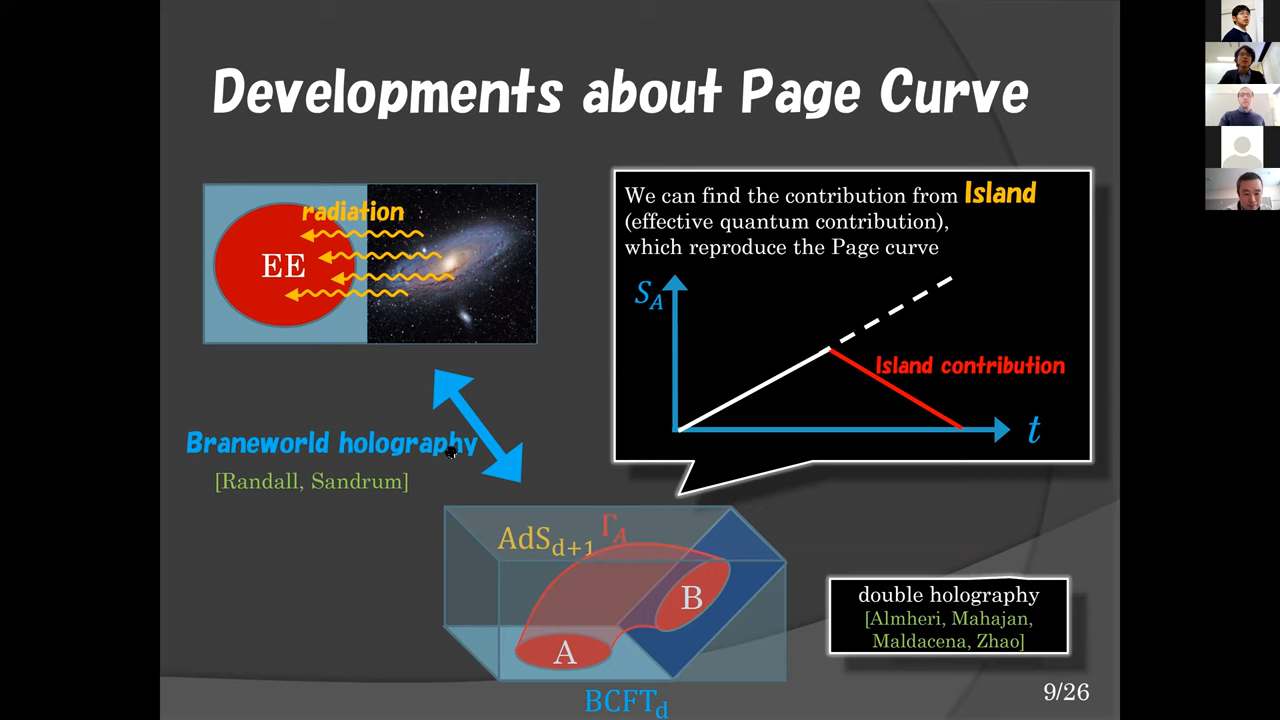 Developments about Page Curve
radiation
EE
We can find the contribution from Island
(effective quantum contribution),
which reproduce the Page curve
S_A
Island contribution
t
Braneworld holography
[Randall, Sandrum]
AdS_{d+1}
Γ_A
B
A
BCFT_d
double holography
[Almheri, Mahajan,
Maldacena, Zhao]
9/26